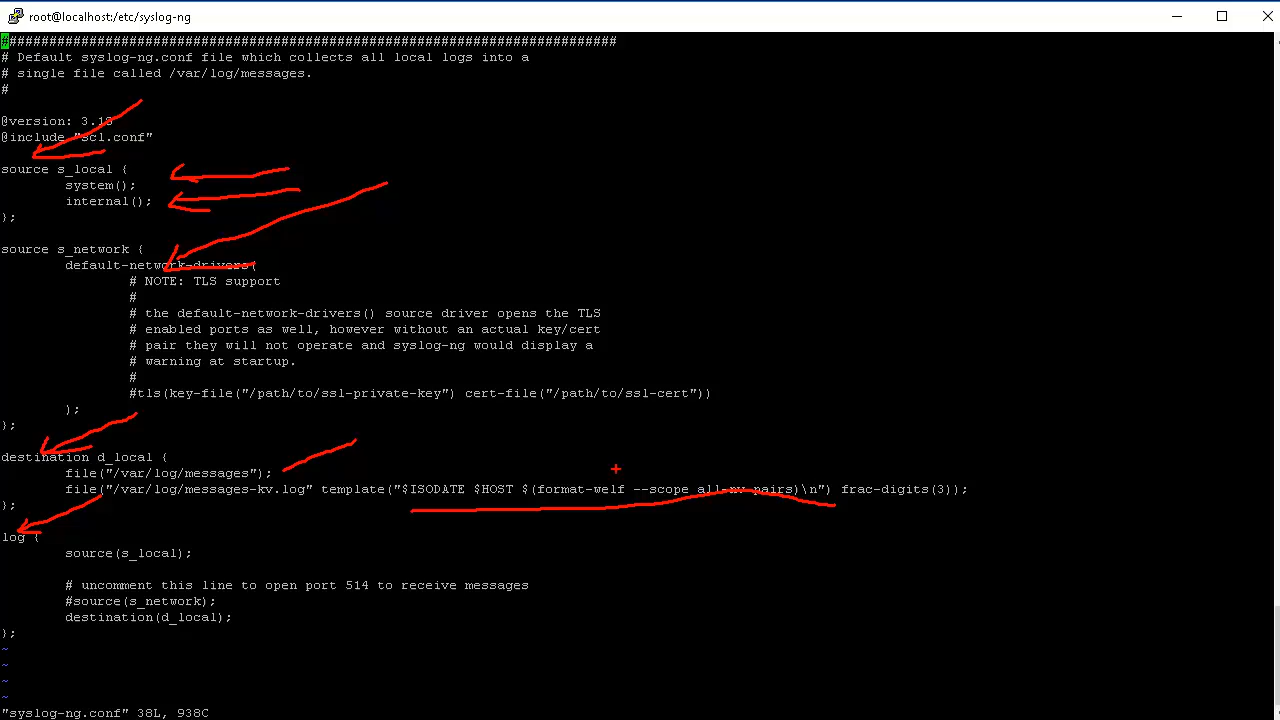 root@localhost:/etc/syslog-ng
#############################################################################
# Default syslog-ng.conf file which collects all local logs into a
# single file called /var/log/messages.
#
@version: 3.13
@include "scl.conf"
source s_local {
system();
internal();
};
source s_network {
default-network-drivers(
# NOTE: TLS support
#
# the default-network-drivers() source driver opens the TLS
# enabled ports as well, however without an actual key/cert
# pair they will not operate and syslog-ng would display a
# warning at startup.
#
#tls(key-file("/path/to/ssl-private-key") cert-file("/path/to/ssl-cert"))
);
};
destination d_local {
file("/var/log/messages");
file("/var/log/messages-kv.log" template("$ISODATE $HOST $(format-welf --scope all-nv-pairs)\n") frac-digits(3));
};
log {
source(s_local);
# uncomment this line to open port 514 to receive messages
#source(s_network);
destination(d_local);
};
~
~
~
~
"syslog-ng.conf" 38L, 938C